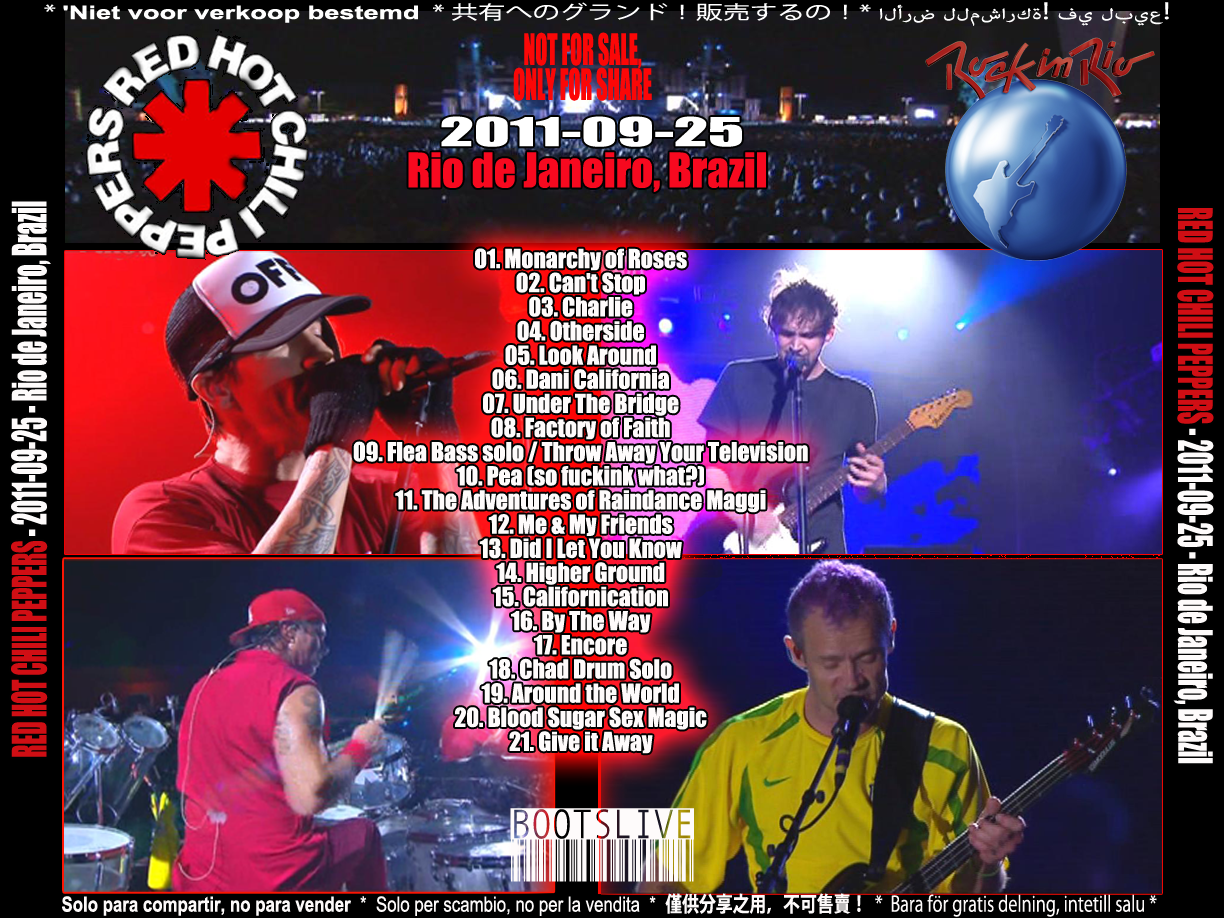 * 'Niet voor verkoop bestemd * 共有へのグランド！販売するの！* الأرض للمشاركة! في لبيع!
RED HOT CHILI PEPPERS
NOT FOR SALE,
ONLY FOR SHARE
Rock in Rio
2011-09-25
Rio de Janeiro, Brazil
RED HOT CHILI PEPPERS - 2011-09-25 - Rio de Janeiro, Brazil
RED HOT CHILI PEPPERS - 2011-09-25 - Rio de Janeiro, Brazil
OFF
01. Monarchy of Roses
02. Can't Stop
03. Charlie
04. Otherside
05. Look Around
06. Dani California
07. Under The Bridge
08. Factory of Faith
09. Flea Bass solo / Throw Away Your Television
10. Pea (so fuckink what?)
11. The Adventures of Raindance Maggi
12. Me & My Friends
13. Did I Let You Know
14. Higher Ground
15. Californication
16. By The Way
17. Encore
18. Chad Drum Solo
19. Around the World
20. Blood Sugar Sex Magic
21. Give it Away
BOOTSLIVE
Solo para compartir, no para vender * Solo per scambio, no per la vendita * 僅供分享之用，不可售賣！ * Bara för gratis delning, intetill salu *